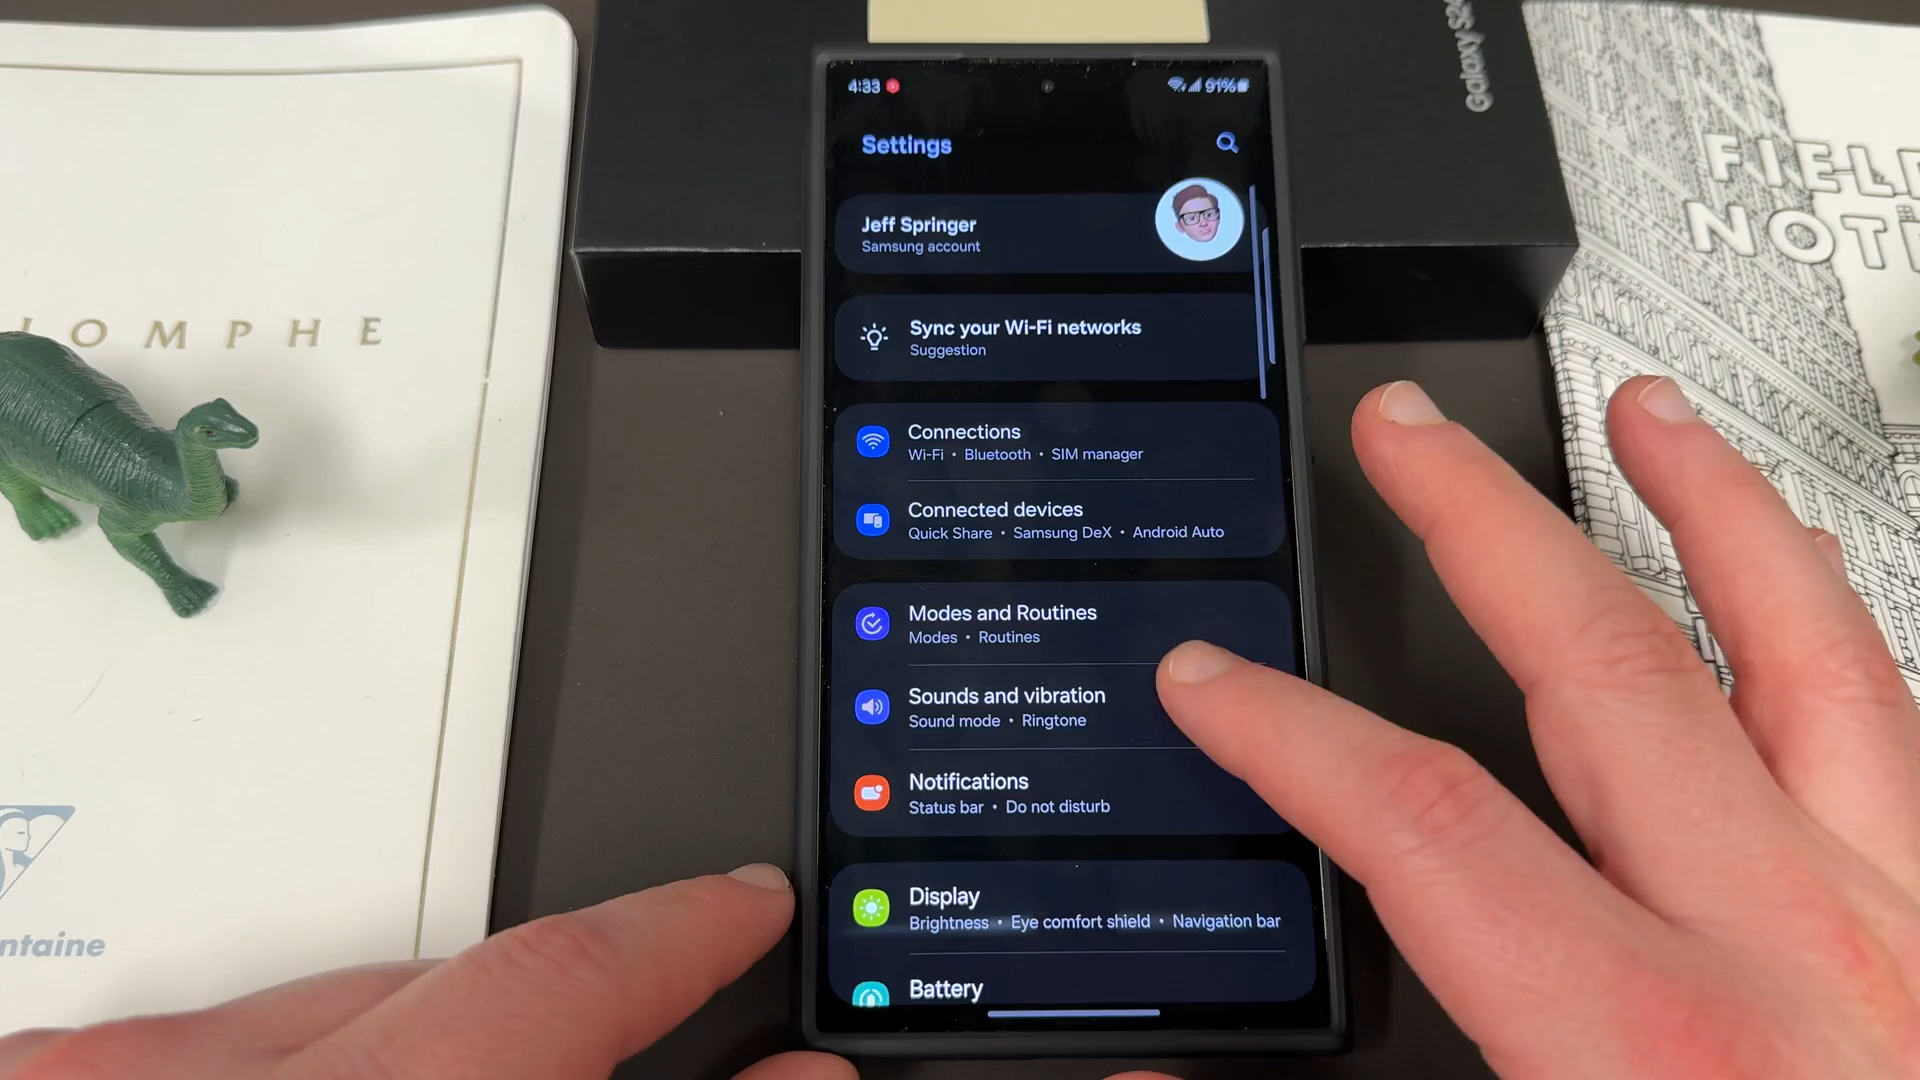 Galaxy S24
4:33
91%
Settings
Jeff Springer
Samsung account
Sync your Wi-Fi networks
Suggestion
Connections
Wi-Fi • Bluetooth • SIM manager
Connected devices
Quick Share • Samsung DeX • Android Auto
Modes and Routines
Modes • Routines
Sounds and vibration
Sound mode • Ringtone
Notifications
Status bar • Do not disturb
Display
Brightness • Eye comfort shield • Navigation bar
Battery
IOMPHE
ntaine
FIEL
NOT